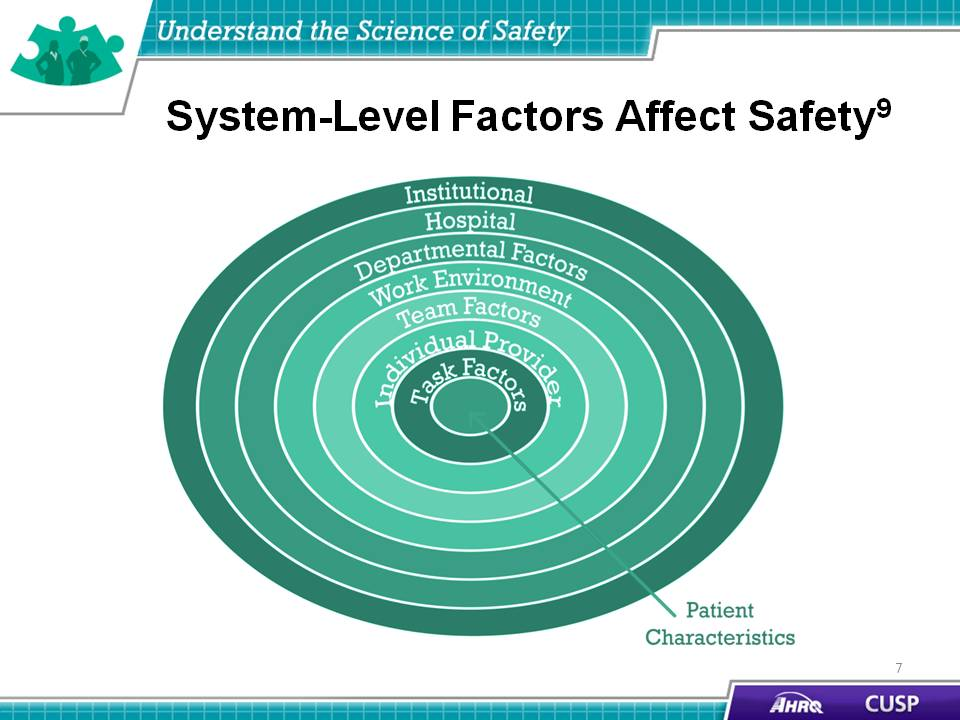 Understand the Science of Safety
System-Level Factors Affect Safety⁹
Institutional
Hospital
Departmental Factors
Work Environment
Team Factors
Individual Provider
Task Factors
Patient
Characteristics
7
AHRQ
CUSP